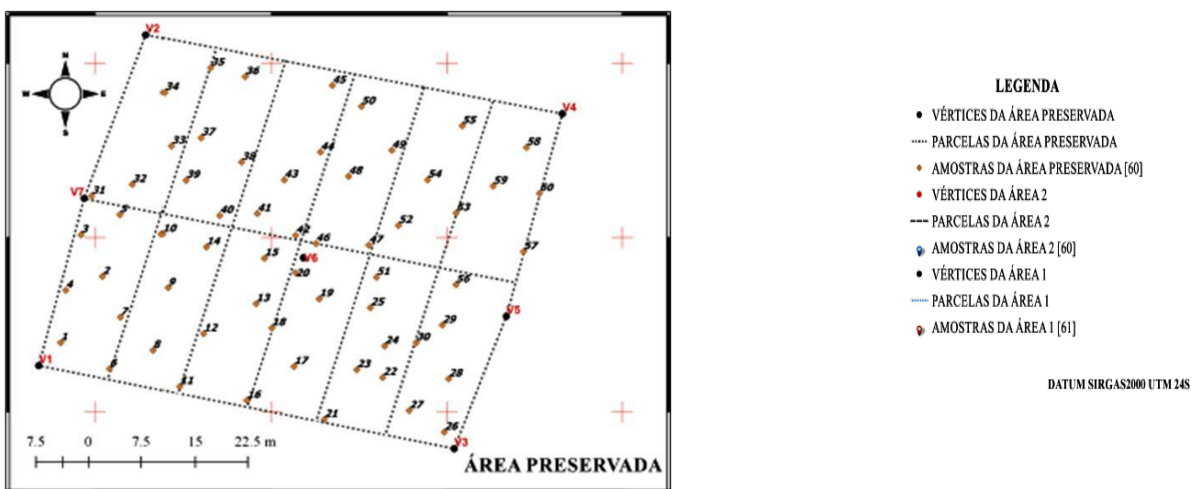 V2
N
W E
S
35
36
45
34
50
V4
33
37
44
49
55
58
38
V7
31
32
39
43
48
54
59
60
5
40
41
53
3
10
42
46
52
14
47
57
15
V6
2
20
51
56
4
9
13
19
25
V5
7
18
29
12
24
30
1
8
17
23
22
28
V1
6
11
16
27
21
26
V3
7.5 0 7.5 15 22.5 m
ÁREA PRESERVADA
LEGENDA
VÉRTICES DA ÁREA PRESERVADA
PARCELAS DA ÁREA PRESERVADA
AMOSTRAS DA ÁREA PRESERVADA [60]
VÉRTICES DA ÁREA 2
PARCELAS DA ÁREA 2
AMOSTRAS DA ÁREA 2 [60]
VÉRTICES DA ÁREA 1
PARCELAS DA ÁREA 1
AMOSTRAS DA ÁREA 1 [61]
DATUM SIRGAS2000 UTM 24S